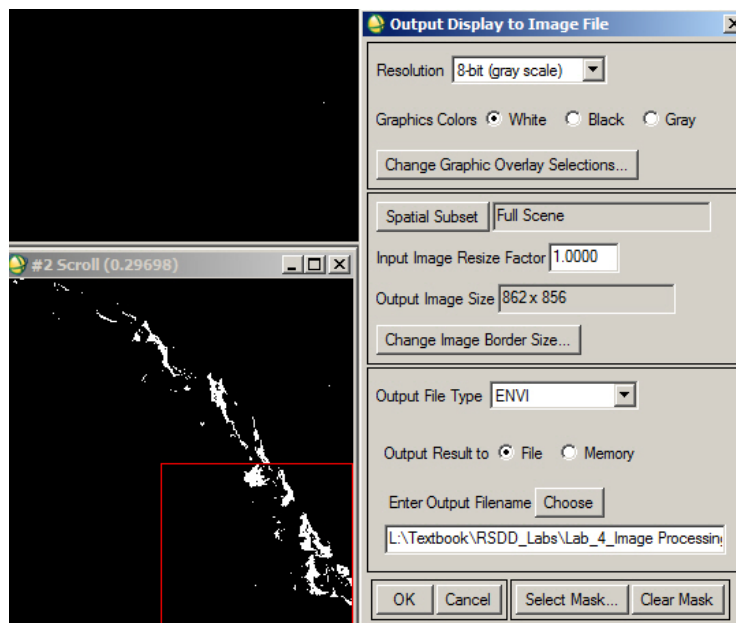 Output Display to Image File
Resolution 8-bit (gray scale)
Graphics Colors White Black Gray
Change Graphic Overlay Selections...
Spatial Subset Full Scene
#2 Scroll (0.29698)
Input Image Resize Factor 1.0000
Output Image Size 862 x 856
Change Image Border Size...
Output File Type ENVI
Output Result to File Memory
Enter Output Filename Choose
L:\Textbook\RSDD_Labs\Lab_4_Image Processing
OK Cancel Select Mask... Clear Mask